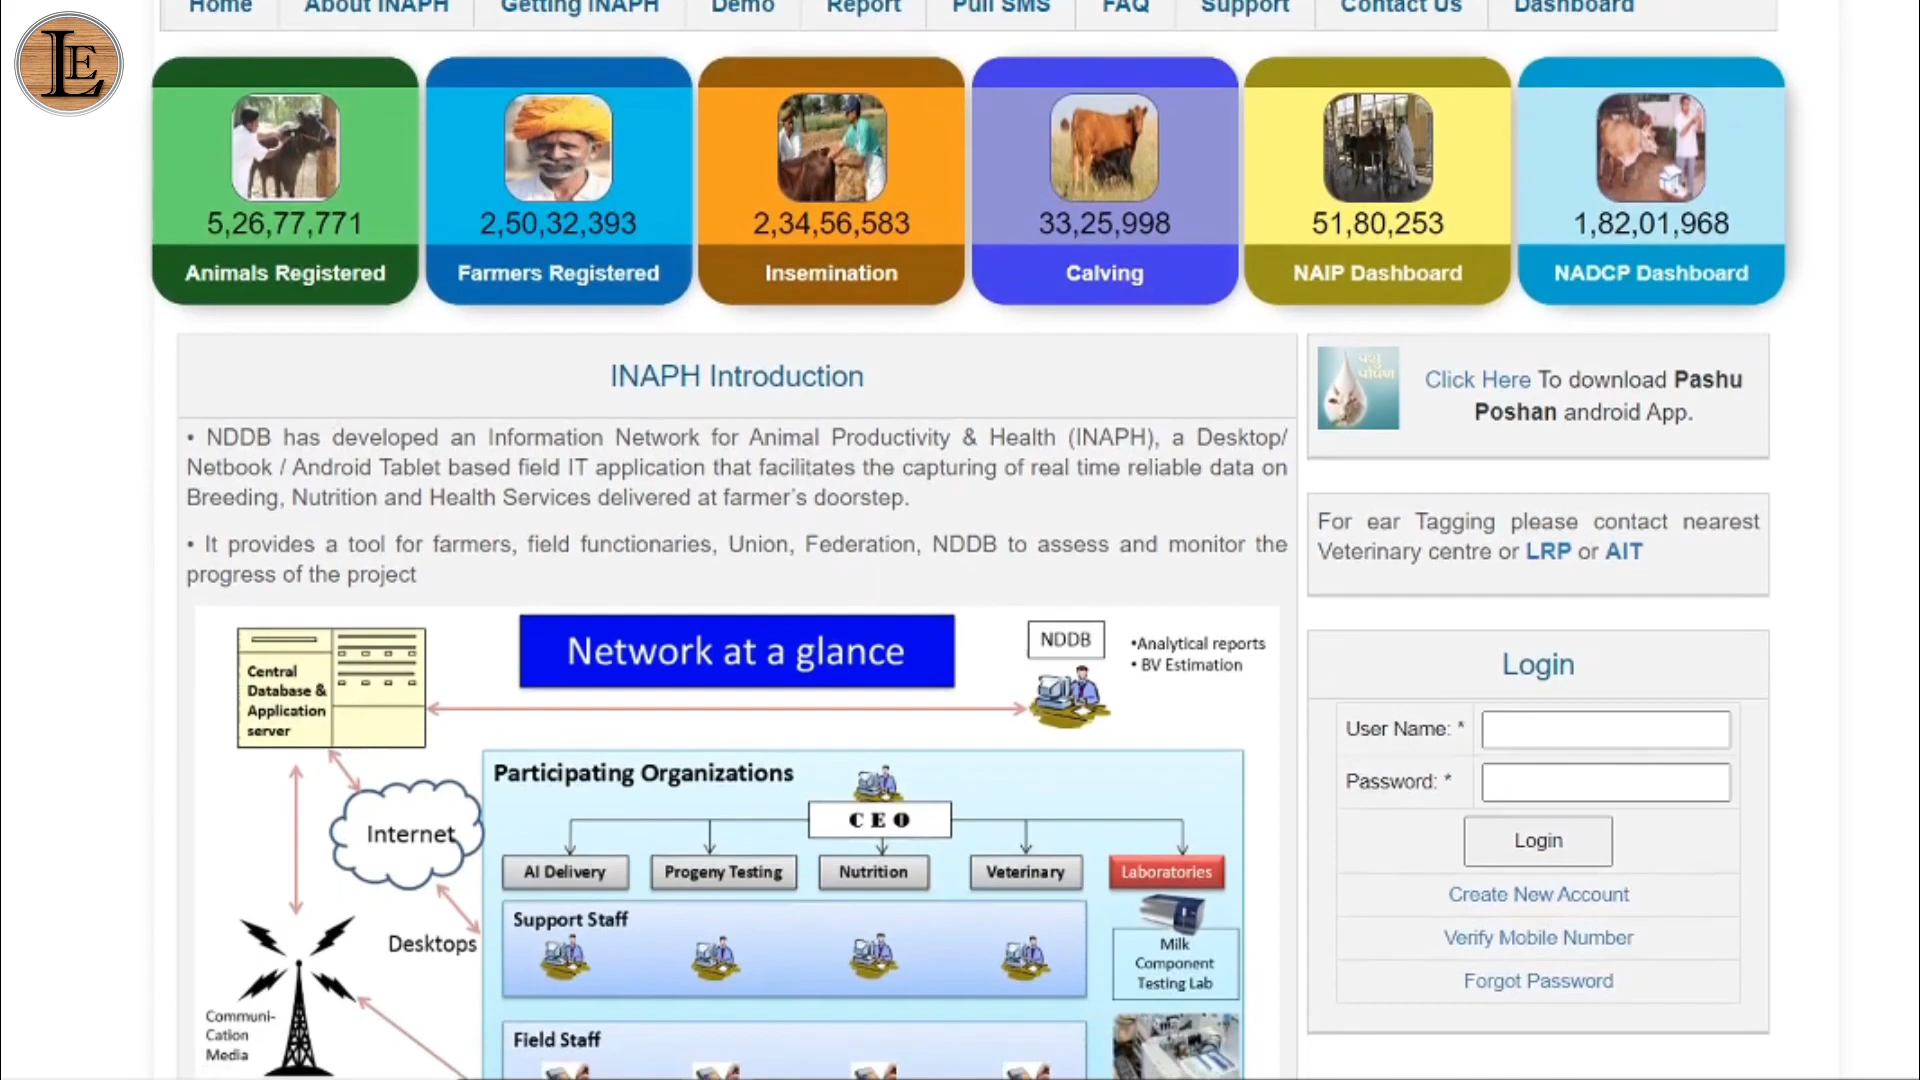 Home About INAPH Getting INAPH Demo Report Pull SMS FAQ Support Contact Us Dashboard
LE
5,26,77,771
Animals Registered
2,50,32,393
Farmers Registered
2,34,56,583
Insemination
33,25,998
Calving
51,80,253
NAIP Dashboard
1,82,01,968
NADCP Dashboard
INAPH Introduction
• NDDB has developed an Information Network for Animal Productivity & Health (INAPH), a Desktop/
Netbook / Android Tablet based field IT application that facilitates the capturing of real time reliable data on
Breeding, Nutrition and Health Services delivered at farmer's doorstep.
• It provides a tool for farmers, field functionaries, Union, Federation, NDDB to assess and monitor the
progress of the project
Network at a glance
Central
Database &
Application
server
NDDB
•Analytical reports
• BV Estimation
Internet
Desktops
Communi-
Cation
Media
Participating Organizations
CEO
AI Delivery
Progeny Testing
Nutrition
Veterinary
Laboratories
Support Staff
Milk
Component
Testing Lab
Field Staff
पशु
पोषण
Click Here To download Pashu
Poshan android App.
For ear Tagging please contact nearest
Veterinary centre or LRP or AIT
Login
User Name: *
Password: *
Login
Create New Account
Verify Mobile Number
Forgot Password